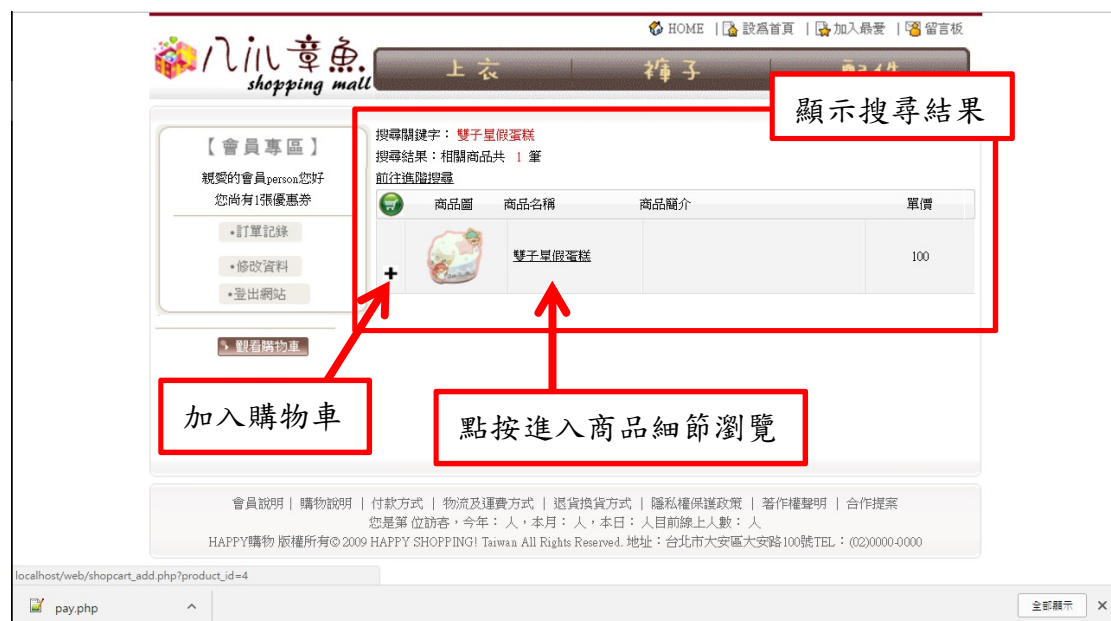 HOME | 設為首頁 | 加入最愛 | 留言板
八爪章魚.
shopping mall
上衣
褲子
顯示搜尋結果
【會員專區】
親愛的會員person您好
您尚有1張優惠券
•訂單記錄
•修改資料
•登出網站
觀看購物車
搜尋關鍵字： 雙子星假蛋糕
搜尋結果：相關商品共 1 筆
前往進階搜尋
商品圖 商品名稱 商品簡介 單價
雙子星假蛋糕 100
加入購物車
點按進入商品細節瀏覽
會員說明 | 購物說明 | 付款方式 | 物流及運費方式 | 退貨換貨方式 | 隱私權保護政策 | 著作權聲明 | 合作提案
您是第 位訪客，今年： 人，本月： 人，本日： 人目前線上人數： 人
HAPPY購物 版權所有© 2009 HAPPY SHOPPING! Taiwan All Rights Reserved. 地址：台北市大安區大安路100號TEL：(02)0000-0000
localhost/web/shopcart_add.php?product_id=4
pay.php
全部顯示